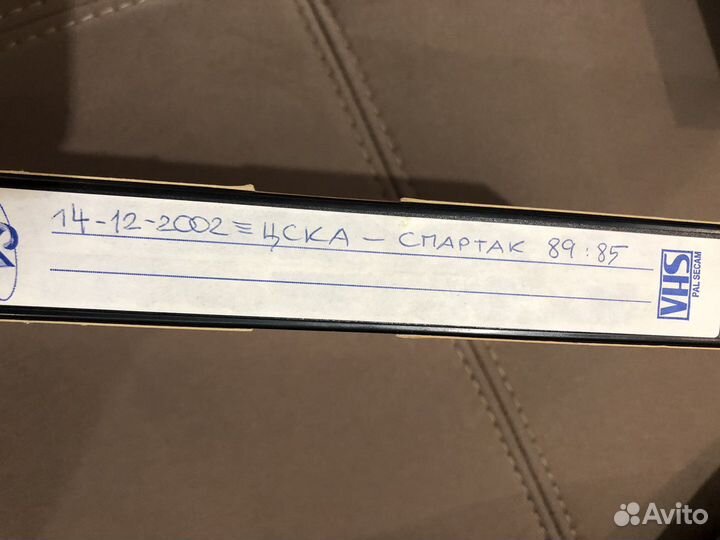 14-12-2002 = ЦСКА – СПАРТАК 89:85
VHS
PAL SECAM
Avito